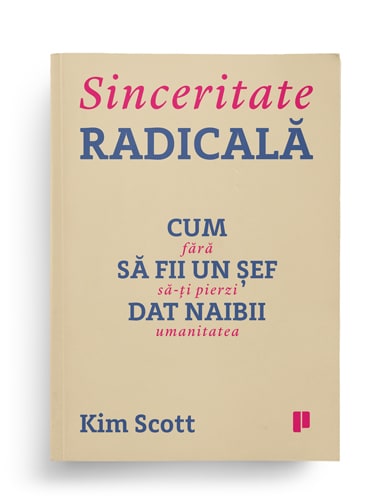 Sinceritate
RADICALĂ
CUM
fără
SĂ FII UN ȘEF
să-ți pierzi
DAT NAIBII
umanitatea
Kim Scott